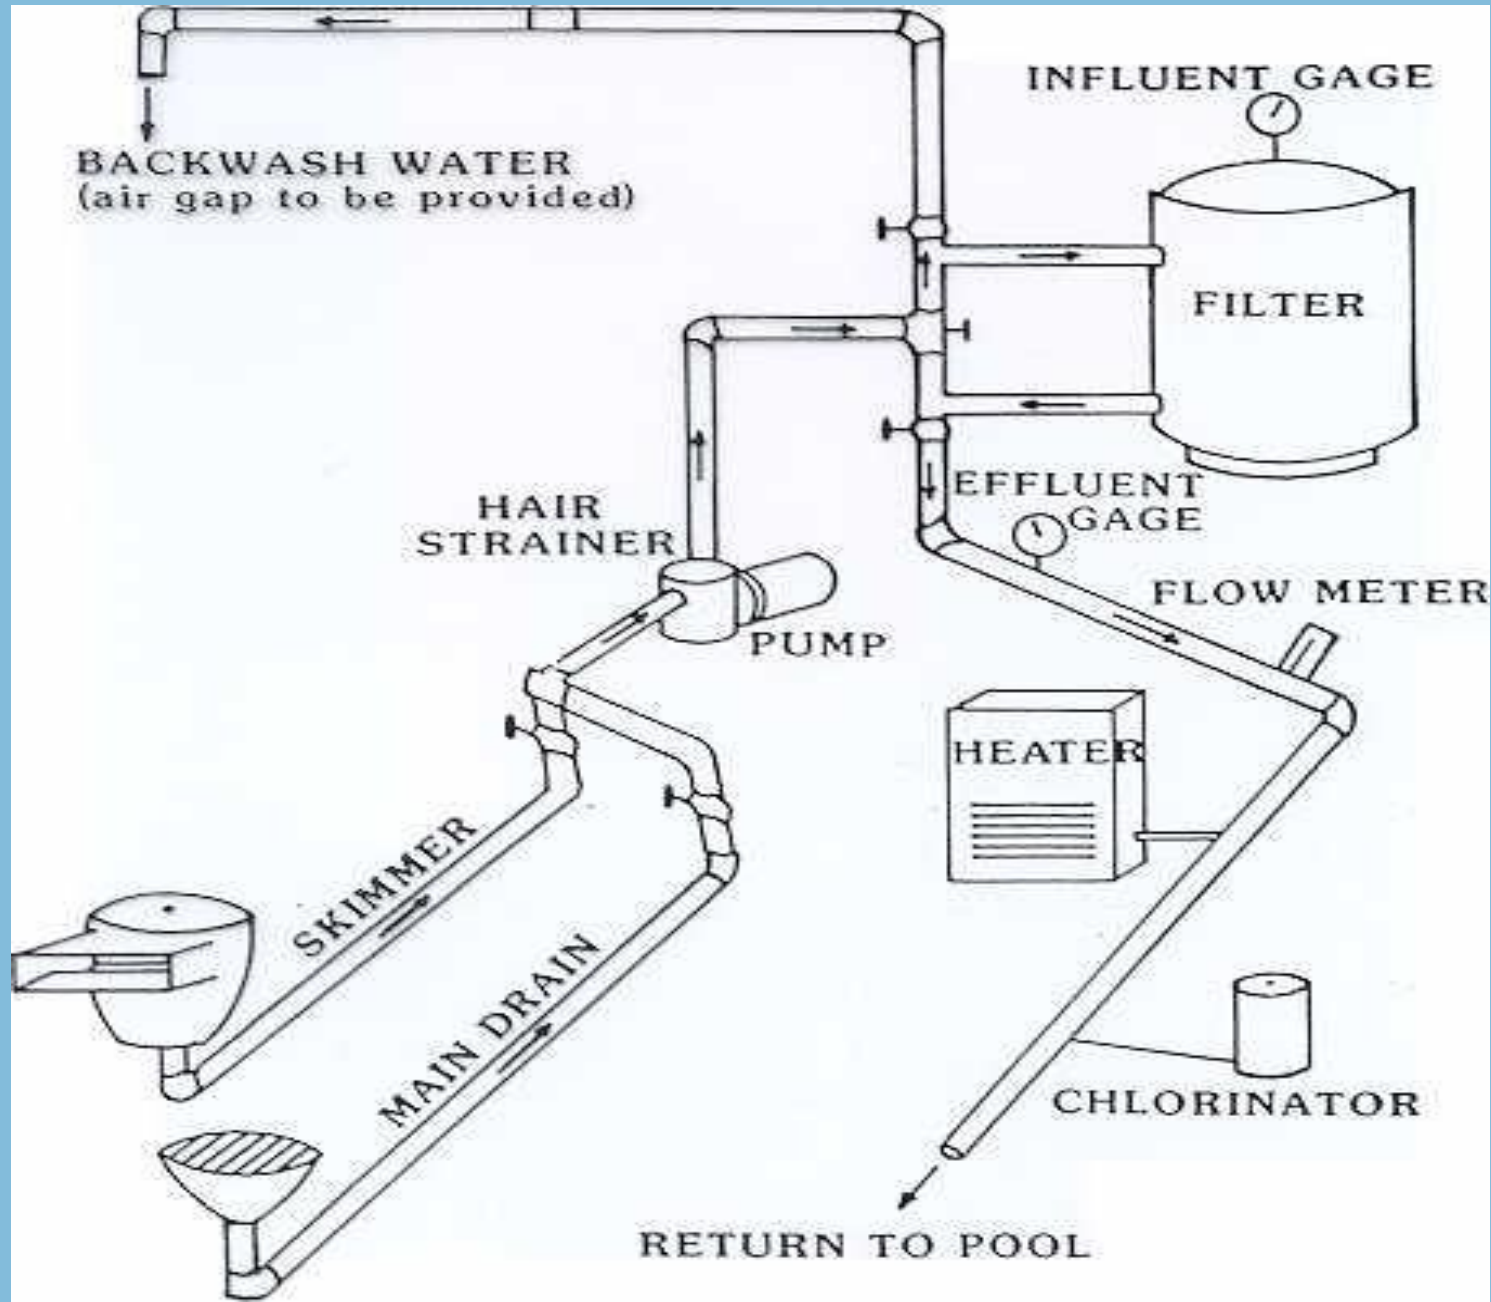 INFLUENT GAGE
BACKWASH WATER
(air gap to be provided)
FILTER
EFFLUENT
GAGE
HAIR
STRAINER
FLOW METER
PUMP
HEATER
SKIMMER
MAIN DRAIN
CHLORINATOR
RETURN TO POOL